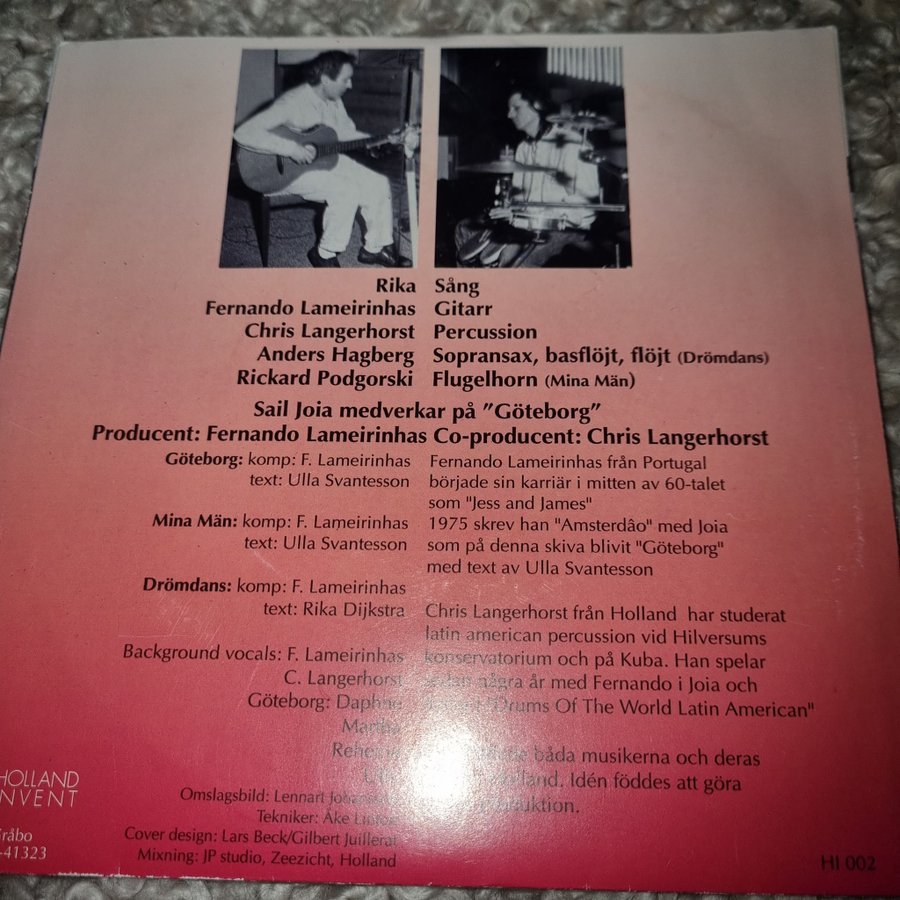 Rika Sång
Fernando Lameirinhas Gitarr
Chris Langerhorst Percussion
Anders Hagberg Sopransax, basflöjt, flöjt (Drömdans)
Rickard Podgorski Flugelhorn (Mina Män)
Sail Joia medverkar på ”Göteborg”
Producent: Fernando Lameirinhas Co-producent: Chris Langerhorst
Göteborg: komp: F. Lameirinhas
text: Ulla Svantesson
Mina Män: komp: F. Lameirinhas
text: Ulla Svantesson
Drömdans: komp: F. Lameirinhas
text: Rika Dijkstra
Background vocals: F. Lameirinhas
C. Langerhorst
Göteborg:
Martha
Omslagsbild: Lennart
Tekniker: Åke
Cover design: Lars Beck/Gilbert Juillerat
Mixning: JP studio, Zeezicht, Holland
Fernando Lameirinhas från Portugal
började sin karriär i mitten av 60-talet
som "Jess and James"
1975 skrev han "Amsterdâo" med Joia
som på denna skiva blivit "Göteborg"
med text av Ulla Svantesson
Chris Langerhorst från Holland har studerat
latin american percussion vid Hilversums
konservatorium och på Kuba. Han spelar
sedan några år med Fernando i Joia och
"Drums Of The World Latin American"
båda musikerna och deras
Idén föddes att göra
HOLLAND
INVENT
-41323
HI 002